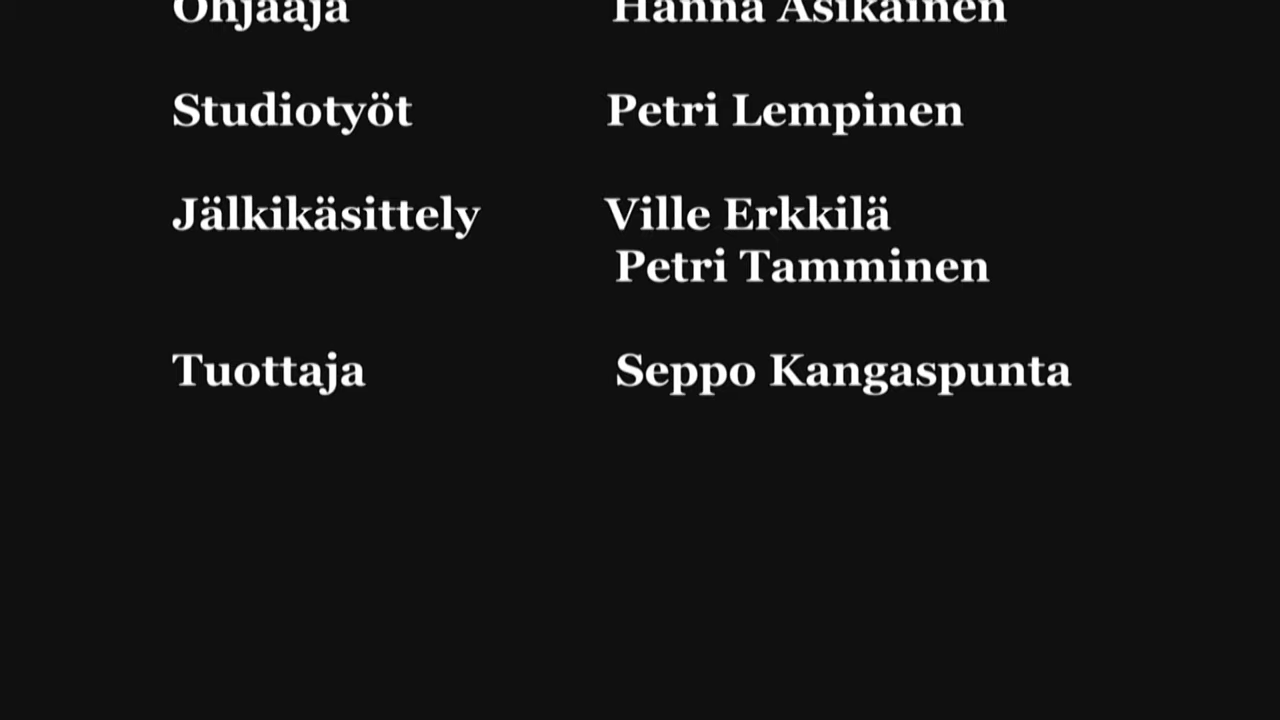 Ohjaaja Hanna Asikainen
Studiotyöt Petri Lempinen
Jälkikäsittely Ville Erkkilä
Petri Tamminen
Tuottaja Seppo Kangaspunta